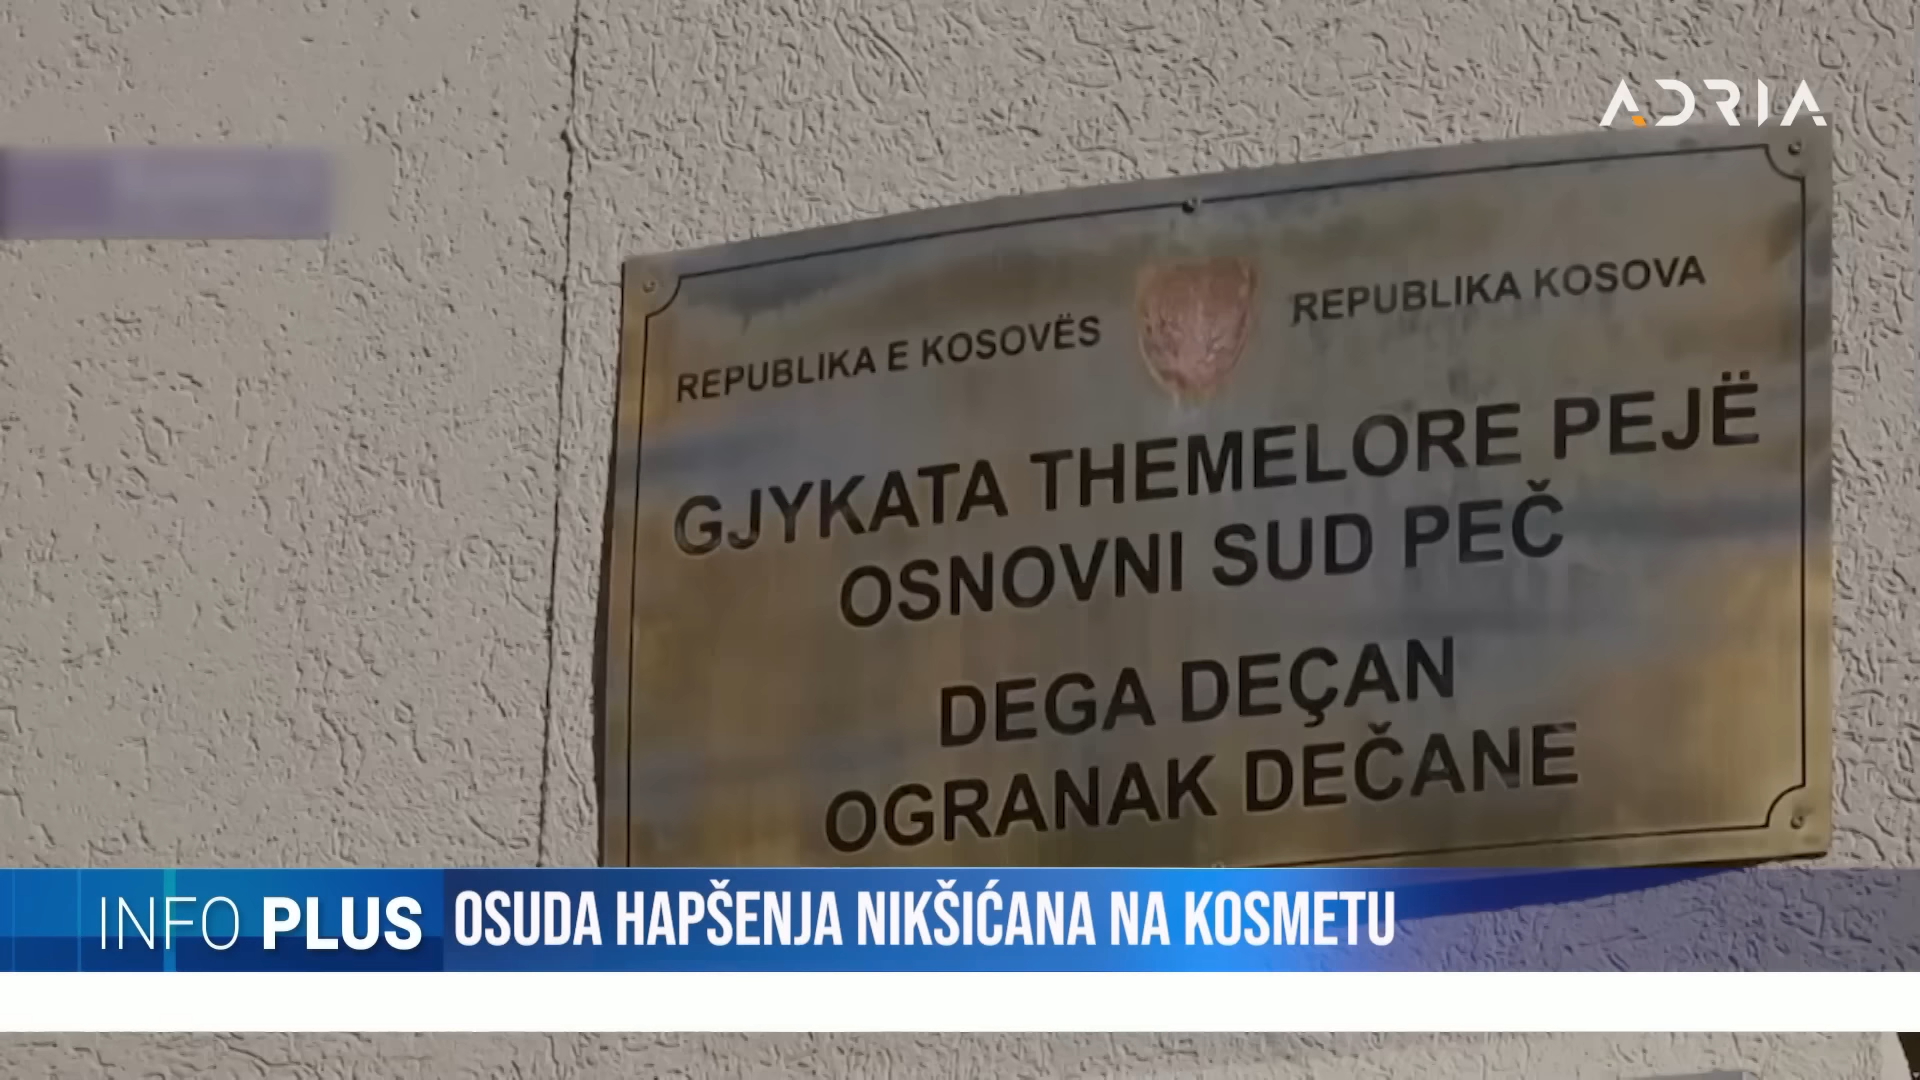 ADRIA
REPUBLIKA E KOSOVËS
REPUBLIKA KOSOVA
GJYKATA THEMELORE PEJË
OSNOVNI SUD PEČ
DEGA DEÇAN
OGRANAK DEČANE
INFO PLUS
OSUDA HAPŠENJA NIKŠIĆANA NA KOSMETU